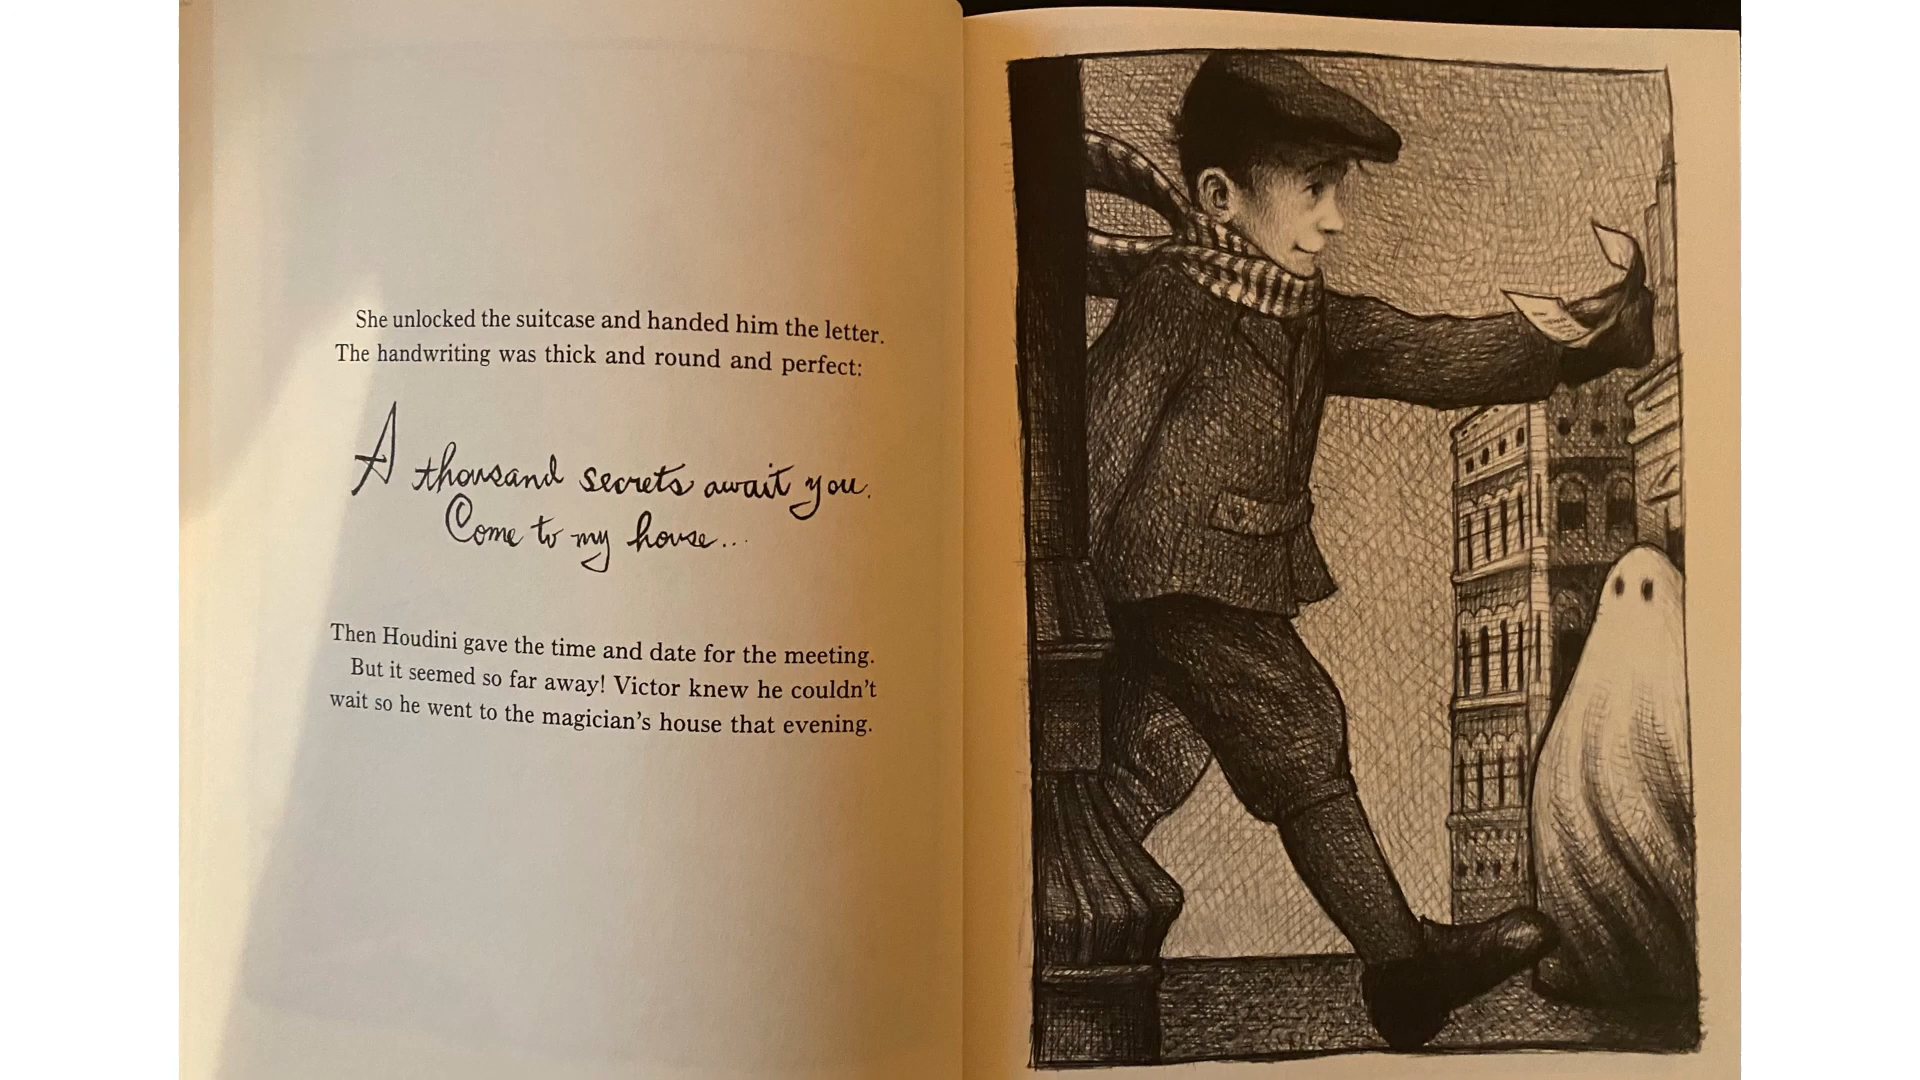 She unlocked the suitcase and handed him the letter.
The handwriting was thick and round and perfect:
A thousand secrets await you.
Come to my house...
Then Houdini gave the time and date for the meeting.
But it seemed so far away! Victor knew he couldn't
wait so he went to the magician's house that evening.